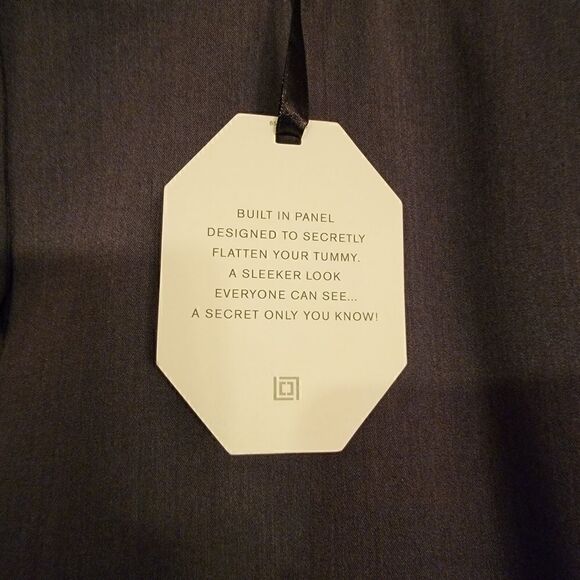 BUILT IN PANEL
DESIGNED TO SECRETLY
FLATTEN YOUR TUMMY.
A SLEEKER LOOK
EVERYONE CAN SEE...
A SECRET ONLY YOU KNOW!